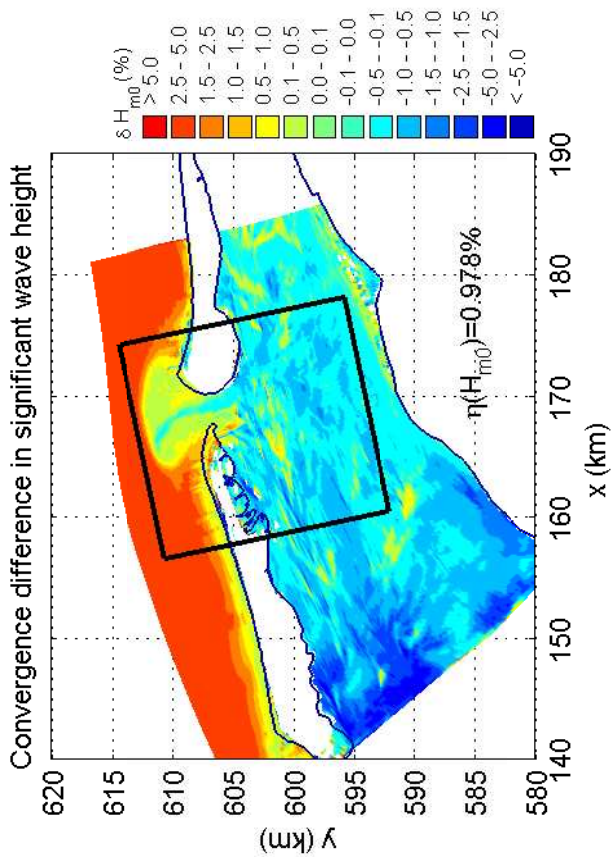 Convergence difference in significant wave height
δ Hm0 (%)
> 5.0
2.5 - 5.0
1.5 - 2.5
1.0 - 1.5
0.5 - 1.0
0.1 - 0.5
0.0 - 0.1
-0.1 - 0.0
-0.5 - -0.1
-1.0 - -0.5
-1.5 - -1.0
-2.5 - -1.5
-5.0 - -2.5
< -5.0
620
615
610
605
600
595
590
585
580
y (km)
η(Hm0)=0.978%
140
150
160
170
180
190
x (km)